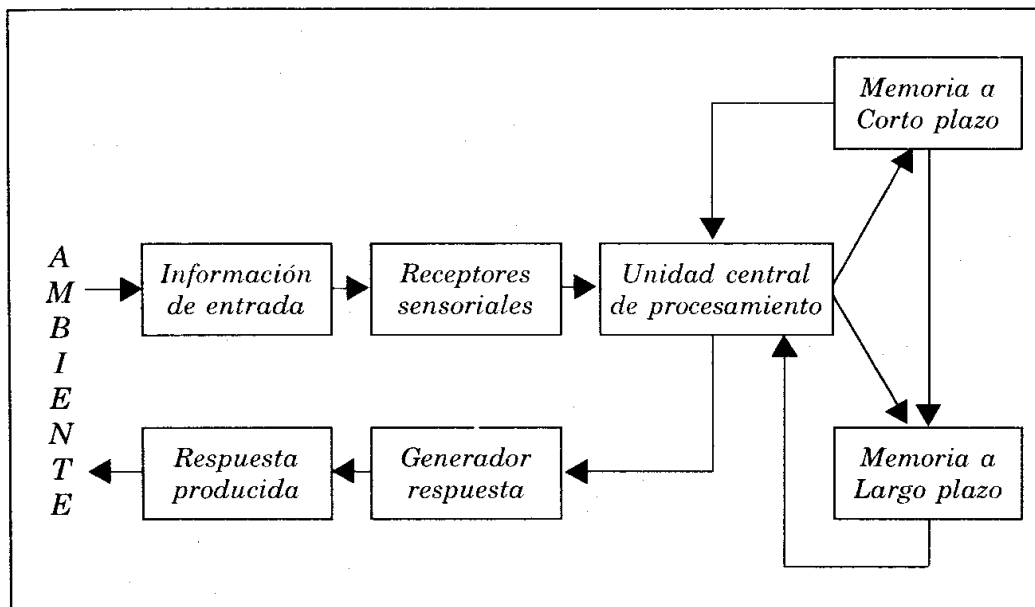 Memoria a
Corto plazo
A
M
B
I
E
N
T
E
Información
de entrada
Receptores
sensoriales
Unidad central
de procesamiento
Respuesta
producida
Generador
respuesta
Memoria a
Largo plazo